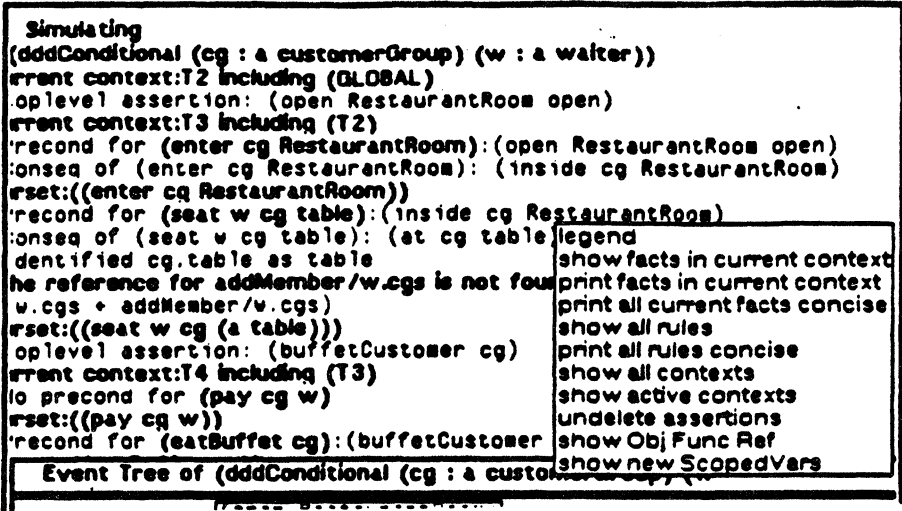 Simulating
(dddConditional (cg : a customerGroup) (w : a waiter))
rrent context:T2 including (GLOBAL)
oplevel assertion: (open RestaurantRoom open)
rrent context:T3 including (T2)
recond for (enter cg RestaurantRoom):(open RestaurantRoom open)
onseq of (enter cg RestaurantRoom): (inside cg RestaurantRoom)
rset:((enter cg RestaurantRoom))
recond for (seat w cg table):(inside cg RestaurantRoom)
onseq of (seat w cg table): (at cg table)
dentified cg.table as table
he reference for addMember/w.cgs is not fou
w.cgs + addMember/w.cgs)
rset:((seat w cg (a table)))
oplevel assertion: (buffetCustomer cg)
rrent context:T4 including (T3)
o precond for (pay cg w)
rset:((pay cg w))
recond for (eatBuffet cg):(buffetCustomer
legend
show facts in current context
print facts in current context
print all current facts concise
show all rules
print all rules concise
show all contexts
show active contexts
undelete assertions
show Obj Func Ref
show new ScopedVars
Event Tree of (dddConditional (cg : a custo